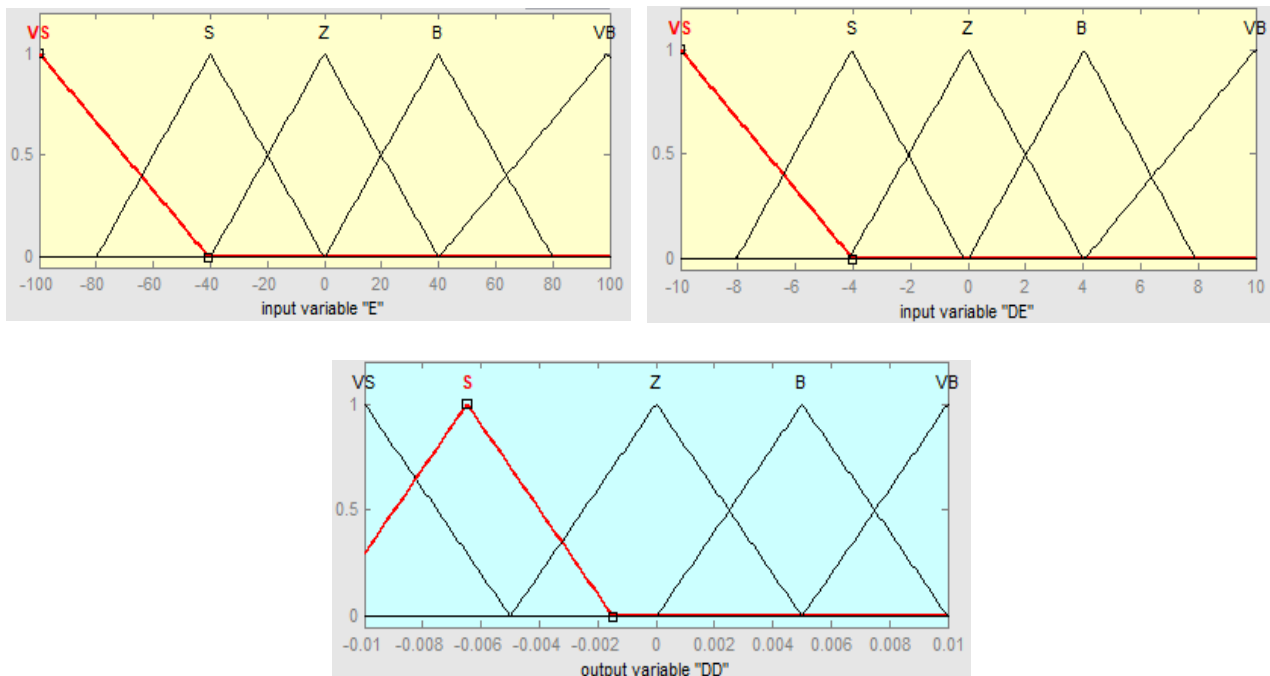 VS S Z B VB
1
0.5
0
-100 -80 -60 -40 -20 0 20 40 60 80 100
input variable "E"
VS S Z B VB
1
0.5
0
-10 -8 -6 -4 -2 0 2 4 6 8 10
input variable "DE"
VS S Z B VB
1
0.5
0
-0.01 -0.008 -0.006 -0.004 -0.002 0 0.002 0.004 0.006 0.008 0.01
output variable "DD"